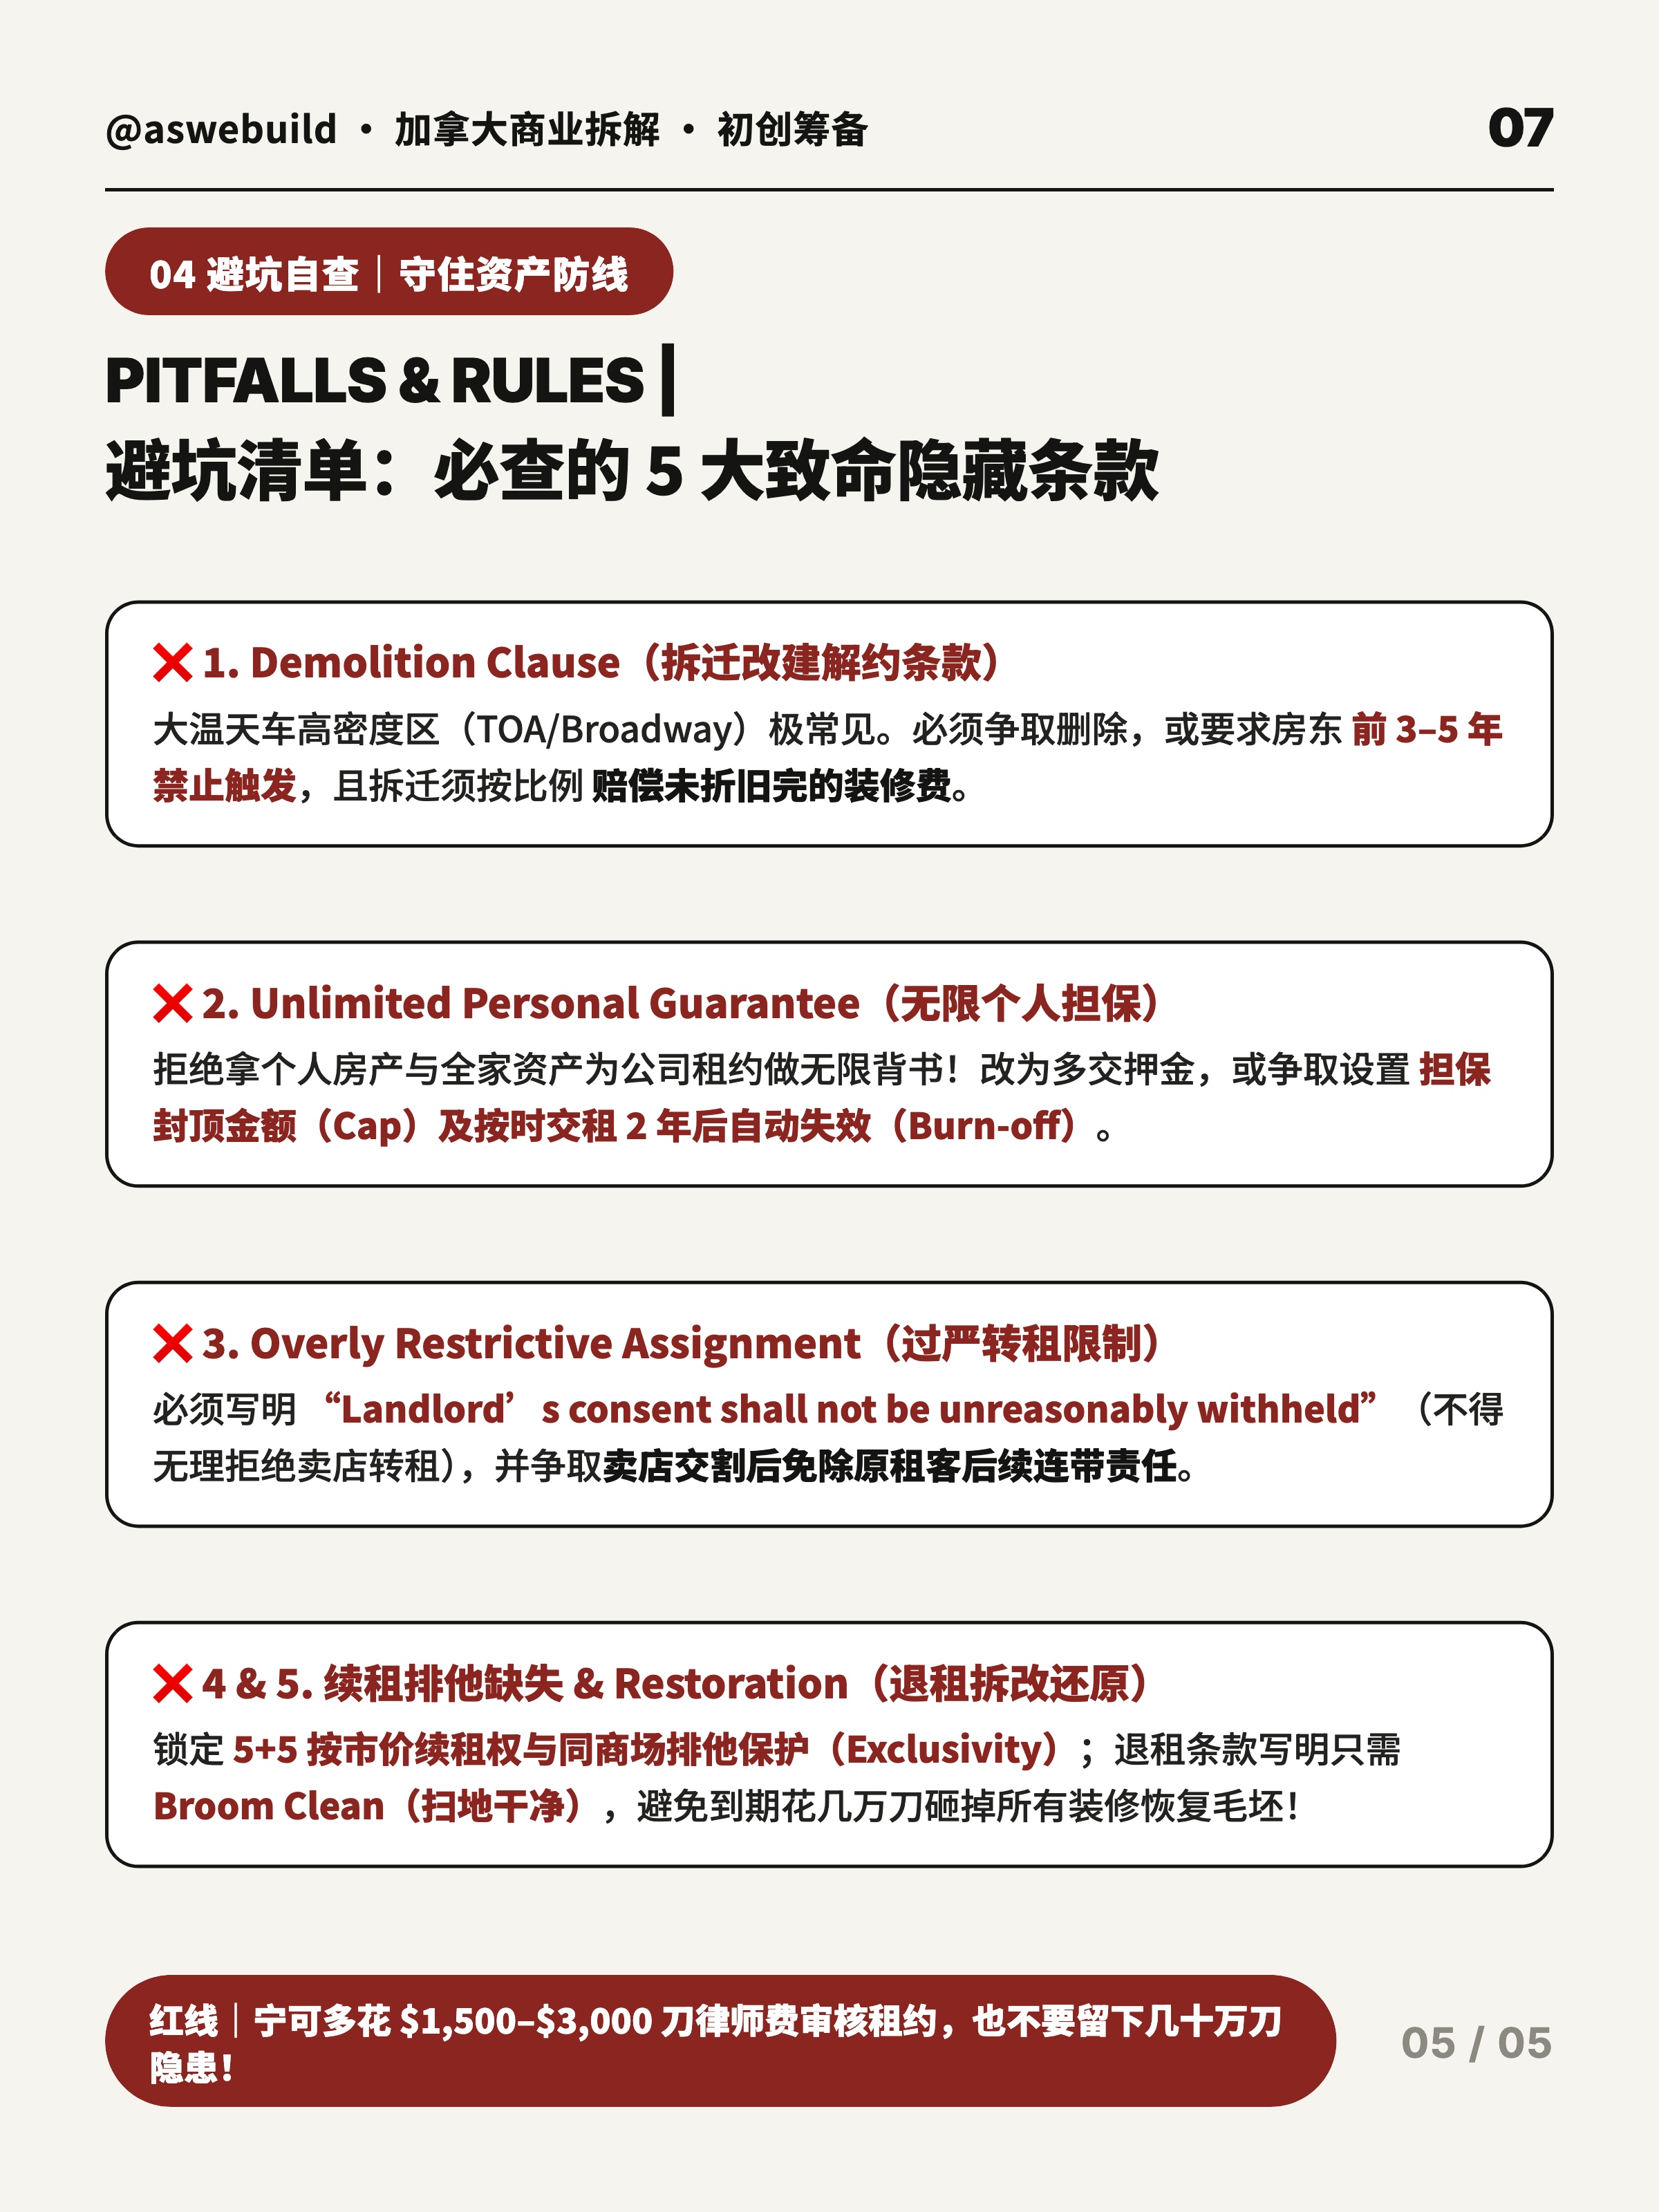 @aswebuild • 加拿大商业拆解 • 初创筹备
07
04 避坑自查｜守住资产防线
PITFALLS & RULES |
避坑清单：必查的 5 大致命隐藏条款
❌ 1. Demolition Clause（拆迁改建解约条款）
大温天车高密度区（TOA/Broadway）极常见。必须争取删除，或要求房东 前 3–5 年
禁止触发，且拆迁须按比例 赔偿未折旧完的装修费。
❌ 2. Unlimited Personal Guarantee（无限个人担保）
拒绝拿个人房产与全家资产为公司租约做无限背书！改为多交押金，或争取设置 担保
封顶金额（Cap）及按时交租 2 年后自动失效（Burn-off）。
❌ 3. Overly Restrictive Assignment（过严转租限制）
必须写明 “Landlord’s consent shall not be unreasonably withheld”（不得
无理拒绝卖店转租），并争取卖店交割后免除原租客后续连带责任。
❌ 4 & 5. 续租排他缺失 & Restoration（退租拆改还原）
锁定 5+5 按市价续租权与同商场排他保护（Exclusivity）；退租条款写明只需
Broom Clean（扫地干净），避免到期花几万刀砸掉所有装修恢复毛坯！
红线｜宁可多花 $1,500–$3,000 刀律师费审核租约，也不要留下几十万刀
隐患！
05 / 05